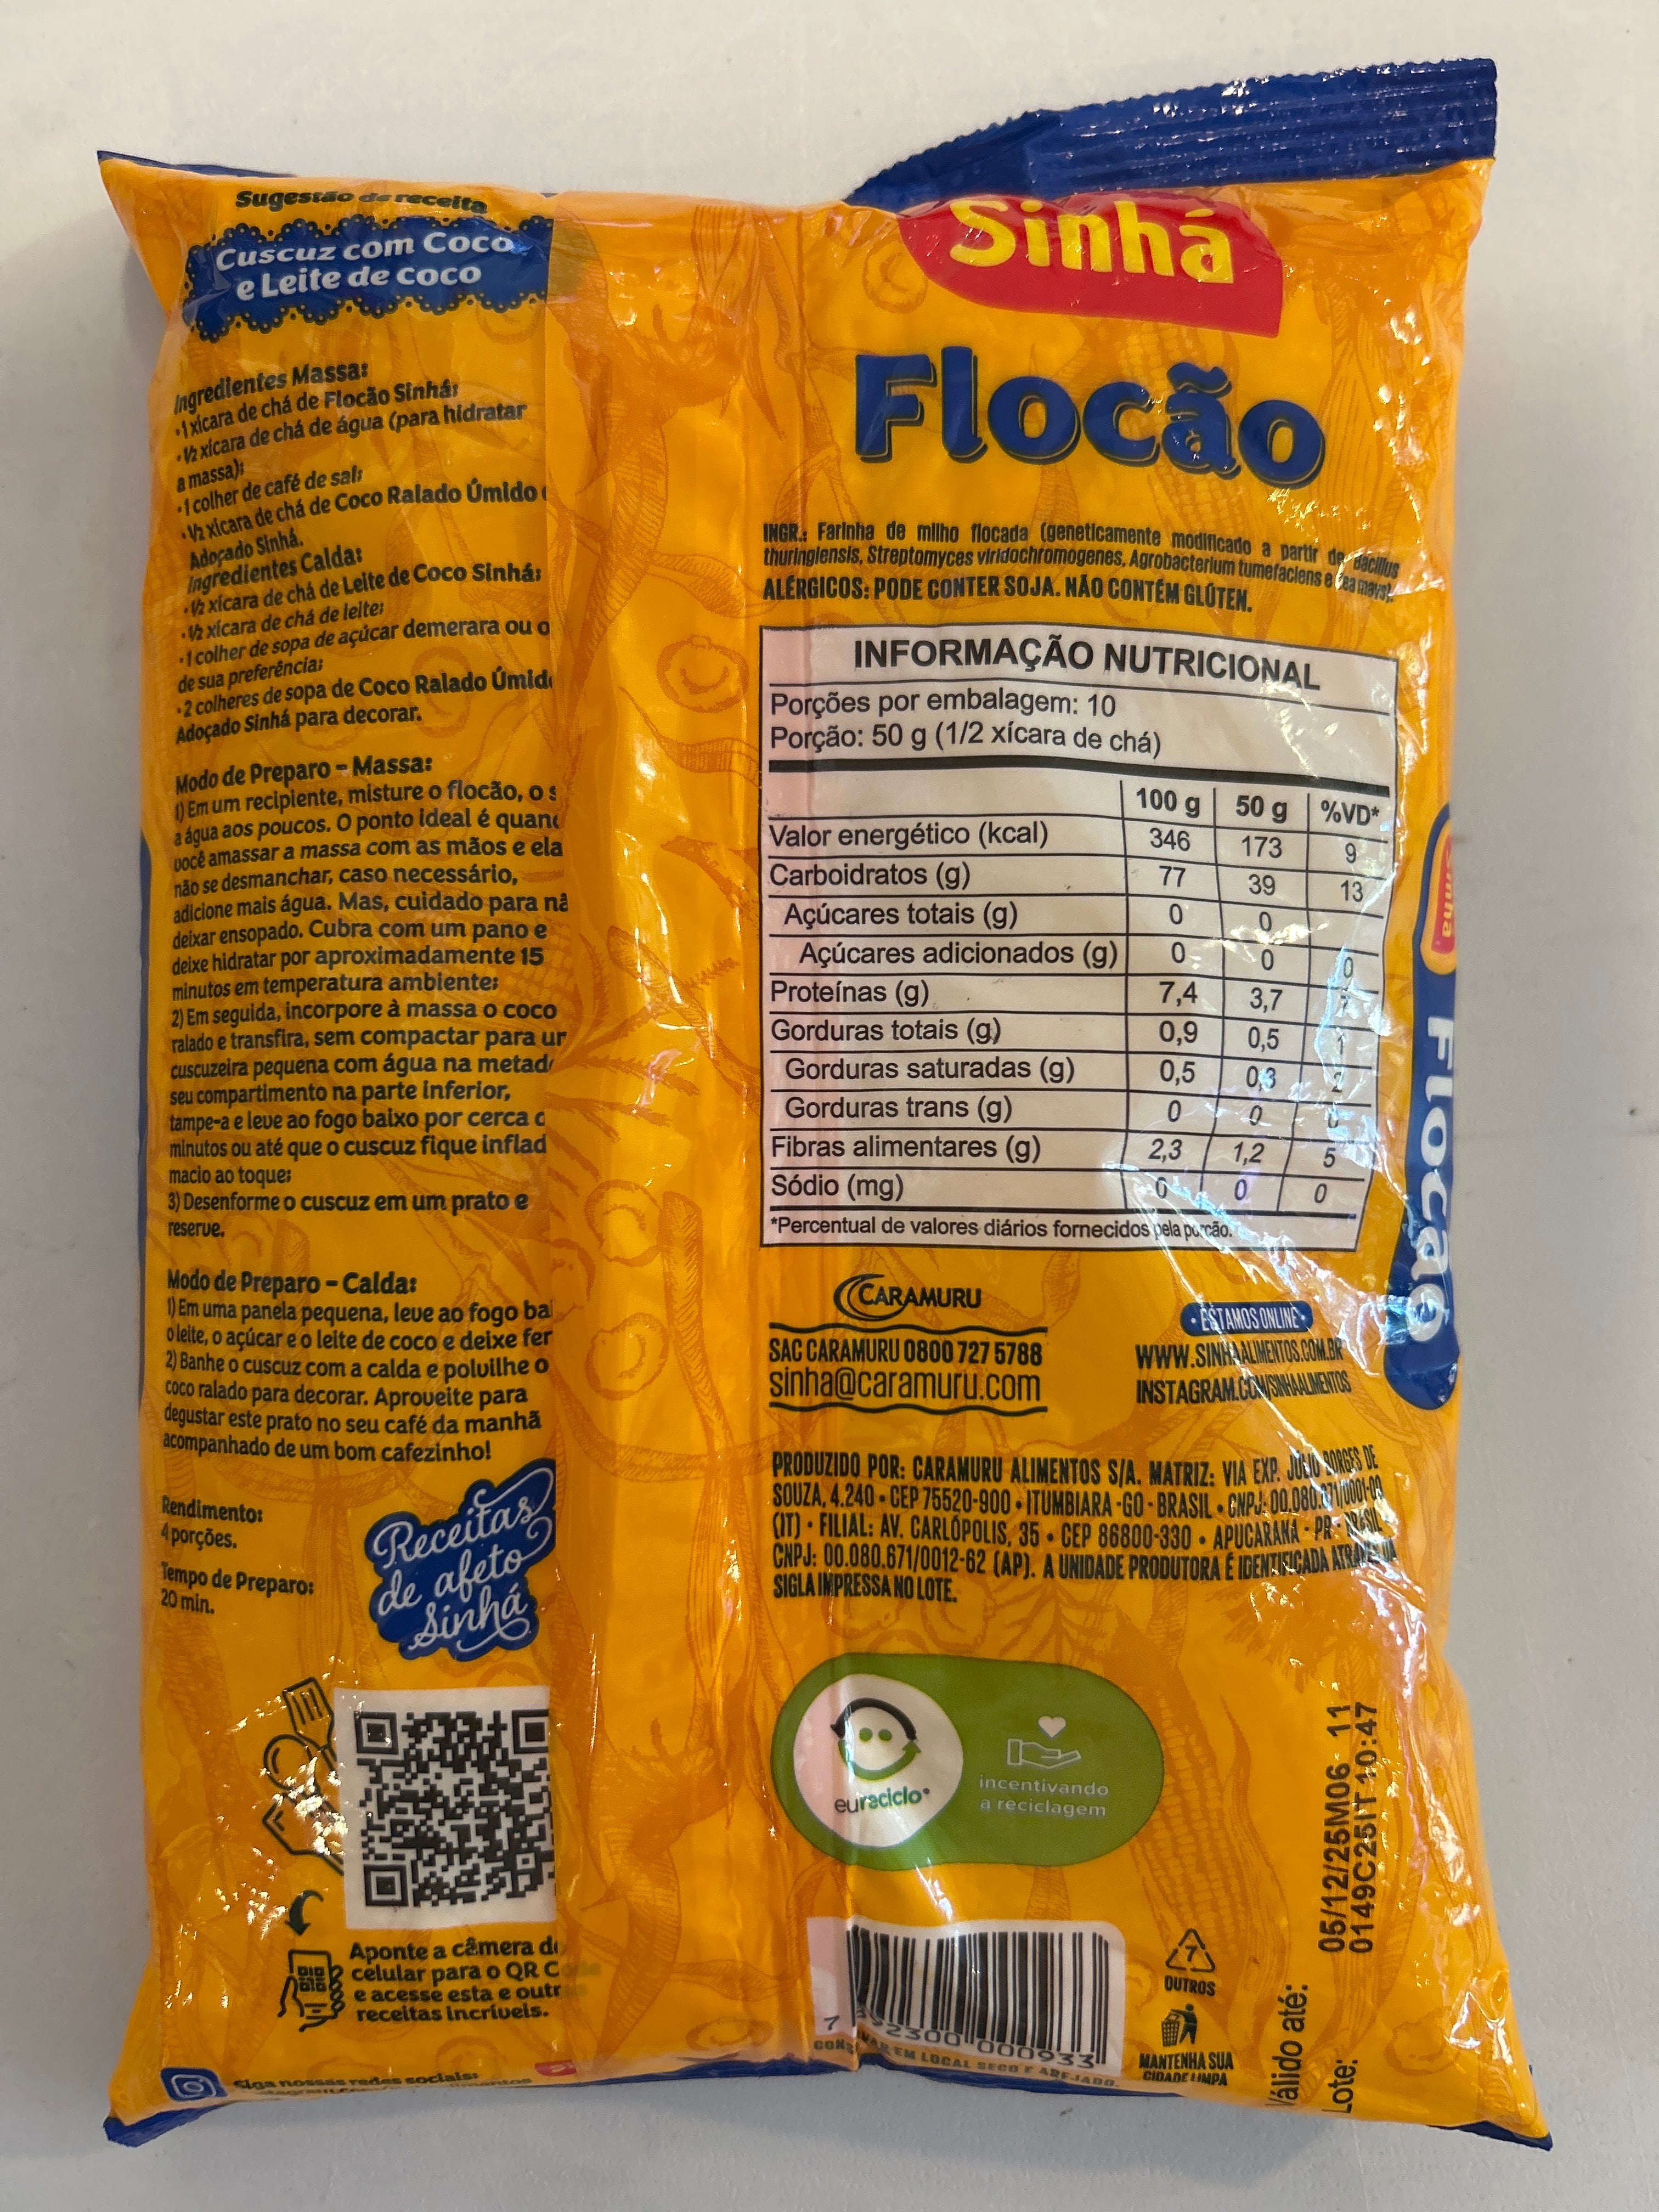 Sugestão de receita
Cuscuz com Coco
e Leite de coco
Ingredientes Massa:
•1 xícara de chá de Flocão Sinhá;
•½ xícara de chá de água (para hidratar
a massa);
•1 colher de café de sal;
•½ xícara de chá de Coco Ralado Úmido
Adoçado Sinhá.
Ingredientes Calda:
•½ xícara de chá de Leite de Coco Sinhá;
•½ xícara de chá de leite;
•1 colher de sopa de açúcar demerara ou o
de sua preferência;
•2 colheres de sopa de Coco Ralado Úmid
Adoçado Sinhá para decorar.
Modo de Preparo - Massa:
1) Em um recipiente, misture o flocão, o s
a água aos poucos. O ponto ideal é quan
você amassar a massa com as mãos e ela
não se desmanchar, caso necessário,
adicione mais água. Mas, cuidado para nã
deixar ensopado. Cubra com um pano e
deixe hidratar por aproximadamente 15
minutos em temperatura ambiente;
2) Em seguida, incorpore à massa o coco
ralado e transfira, sem compactar para u
cuscuzeira pequena com água na metad
seu compartimento na parte inferior,
tampe-a e leve ao fogo baixo por cerca
minutos ou até que o cuscuz fique inflad
macio ao toque;
3) Desenforme o cuscuz em um prato e
reserve.
Modo de Preparo - Calda:
1) Em uma panela pequena, leve ao fogo bai
o leite, o açúcar e o leite de coco e deixe fer
2) Banhe o cuscuz com a calda e polvilhe o
coco ralado para decorar. Aproveite para
degustar este prato no seu café da manhã
acompanhado de um bom cafezinho!
Rendimento:
4 porções.
Tempo de Preparo:
20 min.
Receitas
de afeto
Sinhá
Aponte a câmera d
celular para o QR C
e acesse esta e outr
receitas incríveis.
Siga nossas redes sociais:
Sinhá
Flocão
INGR.: Farinha de milho flocada (geneticamente modificado a partir de Bacillus
thuringiensis, Streptomyces viridochromogenes, Agrobacterium tumefaciens e Zea mays).
ALÉRGICOS: PODE CONTER SOJA. NÃO CONTÉM GLÚTEN.
INFORMAÇÃO NUTRICIONAL
Porções por embalagem: 10
Porção: 50 g (1/2 xícara de chá)
100 g 50 g %VD*
Valor energético (kcal) 346 173 9
Carboidratos (g) 77 39 13
Açúcares totais (g) 0 0
Açúcares adicionados (g) 0 0 0
Proteínas (g) 7,4 3,7 7
Gorduras totais (g) 0,9 0,5 1
Gorduras saturadas (g) 0,5 0,3 2
Gorduras trans (g) 0 0 0
Fibras alimentares (g) 2,3 1,2 5
Sódio (mg) 0 0 0
*Percentual de valores diários fornecidos pela porção.
CARAMURU
SAC CARAMURU 0800 727 5788
sinha@caramuru.com
• ESTAMOS ONLINE •
WWW.SINHAALIMENTOS.COM.BR
INSTAGRAM.COM/SINHAALIMENTOS
PRODUZIDO POR: CARAMURU ALIMENTOS S/A. MATRIZ: VIA EXP. JÚLIO BORGES DE
SOUZA, 4.240 • CEP 75520-900 • ITUMBIARA - GO - BRASIL • CNPJ: 00.080.671/0001-09
(IT) • FILIAL: AV. CARLÓPOLIS, 35 • CEP 86800-330 • APUCARANA - PR - BRASIL
CNPJ: 00.080.671/0012-62 (AP). A UNIDADE PRODUTORA É IDENTIFICADA ATRAVÉS DA
SIGLA IMPRESSA NO LOTE.
eureciclo
incentivando
a reciclagem
7 000933
CONSERVAR EM LOCAL SECO E AREJADO.
7
OUTROS
MANTENHA SUA
CIDADE LIMPA
Válido até: 05/12/25M06 11
Lote: 0149C25IT 10:47
Sinhá
Flocão